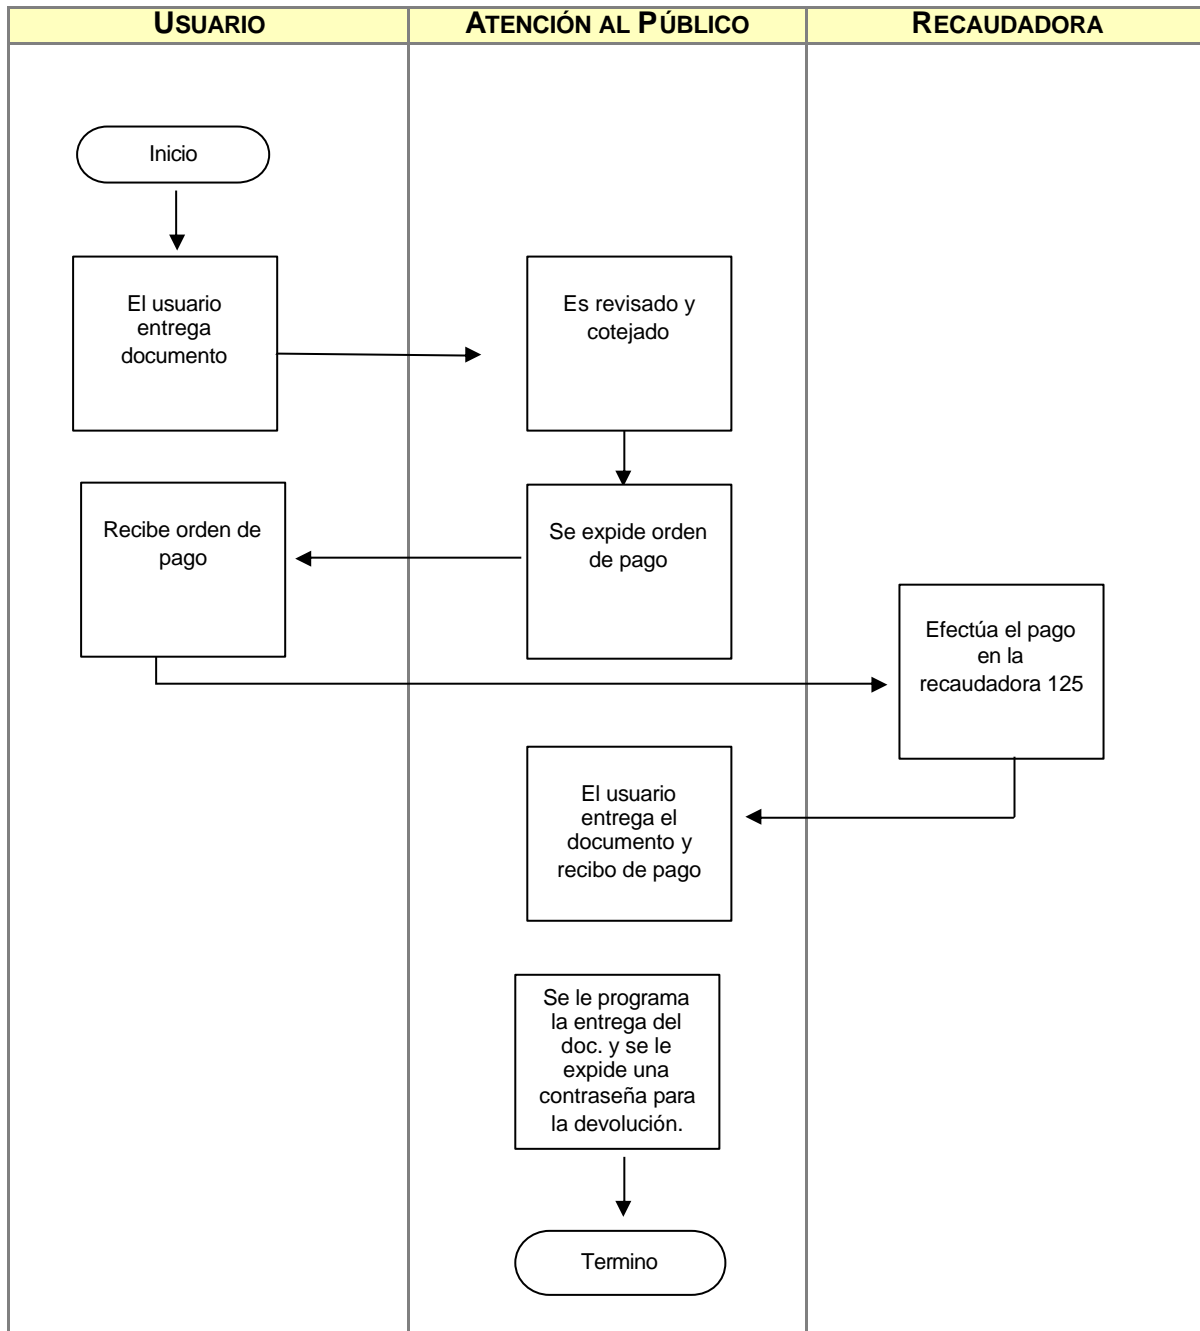 USUARIO
ATENCIÓN AL PÚBLICO
RECAUDADORA
Inicio
El usuario
entrega
documento
Es revisado y
cotejado
Recibe orden de
pago
Se expide orden
de pago
Efectúa el pago
en la
recaudadora 125
El usuario
entrega el
documento y
recibo de pago
Se le programa
la entrega del
doc. y se le
expide una
contraseña para
la devolución.
Termino